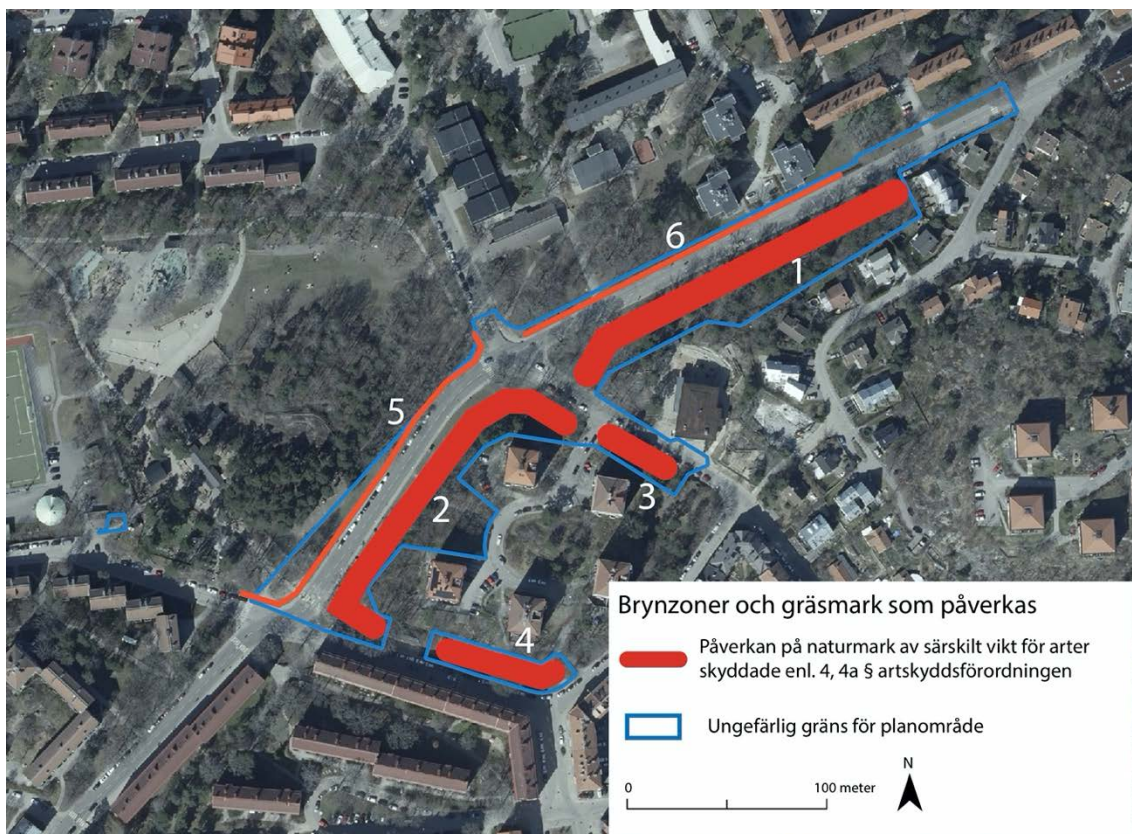 6
1
5
2
3
4
Brynzoner och gräsmark som påverkas
Påverkan på naturmark av särskilt vikt för arter
skyddade enl. 4, 4a § artskyddsförordningen
Ungefärlig gräns för planområde
N
0 100 meter